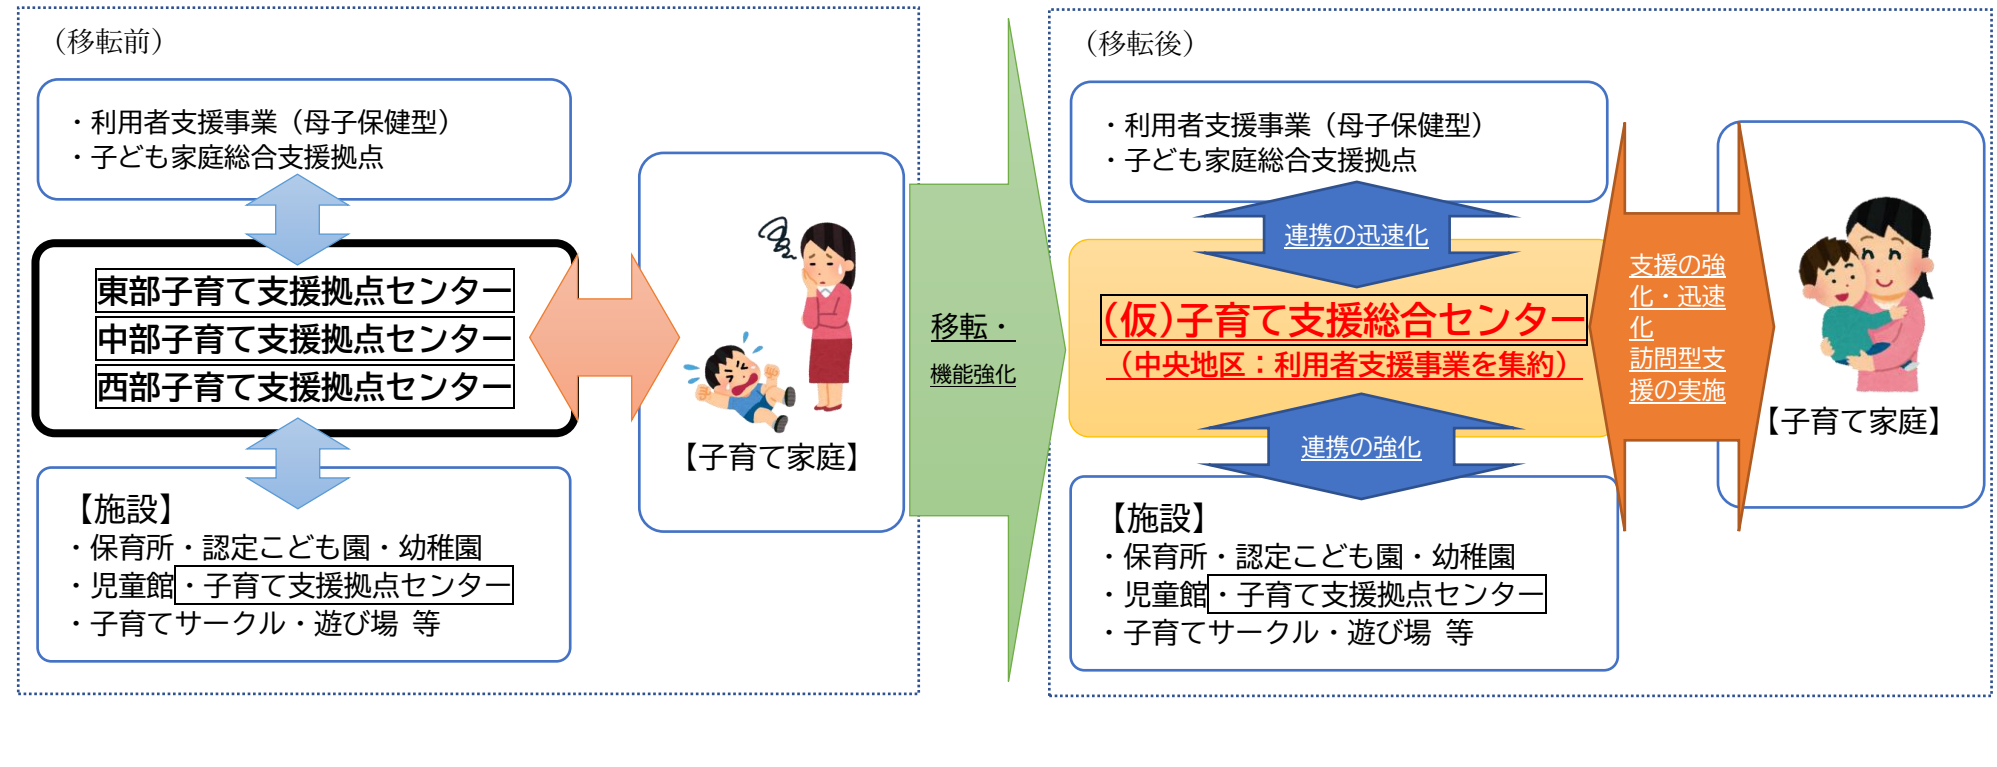 （移転前）
・利用者支援事業（母子保健型）
・子ども家庭総合支援拠点
東部子育て支援拠点センター
中部子育て支援拠点センター
西部子育て支援拠点センター
【施設】
・保育所・認定こども園・幼稚園
・児童館・子育て支援拠点センター
・子育てサークル・遊び場 等
【子育て家庭】
移転・
機能強化
（移転後）
・利用者支援事業（母子保健型）
・子ども家庭総合支援拠点
連携の迅速化
(仮)子育て支援総合センター
（中央地区：利用者支援事業を集約）
連携の強化
【施設】
・保育所・認定こども園・幼稚園
・児童館・子育て支援拠点センター
・子育てサークル・遊び場 等
支援の強
化・迅速
化
訪問型支
援の実施
【子育て家庭】